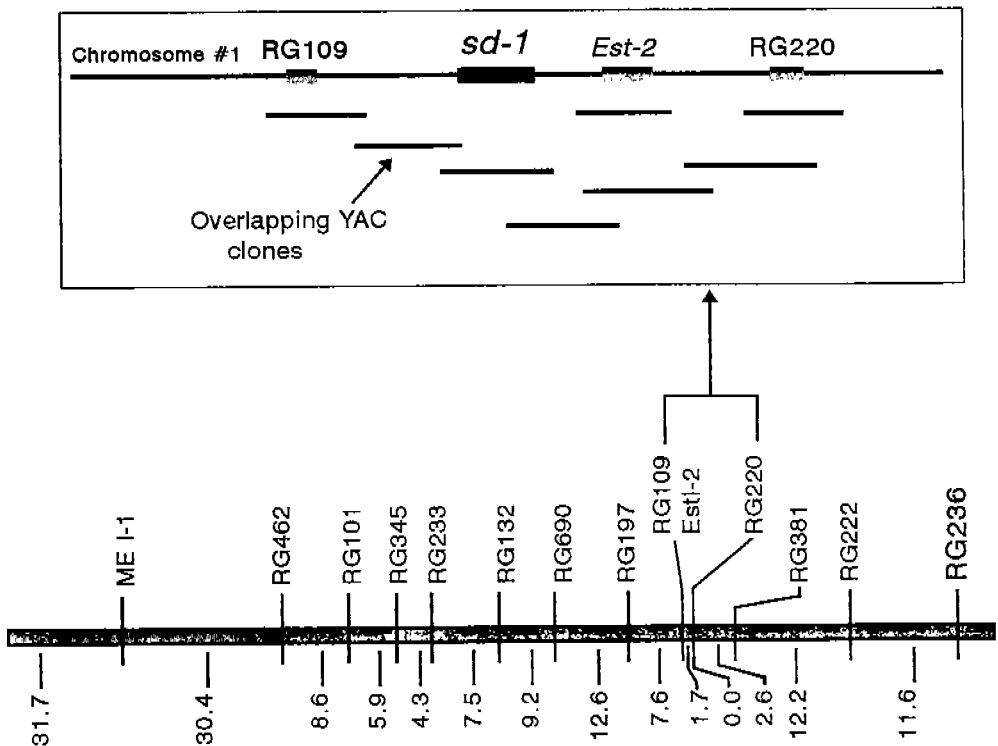 Chromosome #1
RG109
sd-1
Est-2
RG220
Overlapping YAC
clones
ME I-1
RG462
RG101
RG345
RG233
RG132
RG690
RG197
RG109
Estl-2
RG220
RG381
RG222
RG236
31.7
30.4
8.6
5.9
4.3
7.5
9.2
12.6
7.6
1.7
0.0
2.6
12.2
11.6